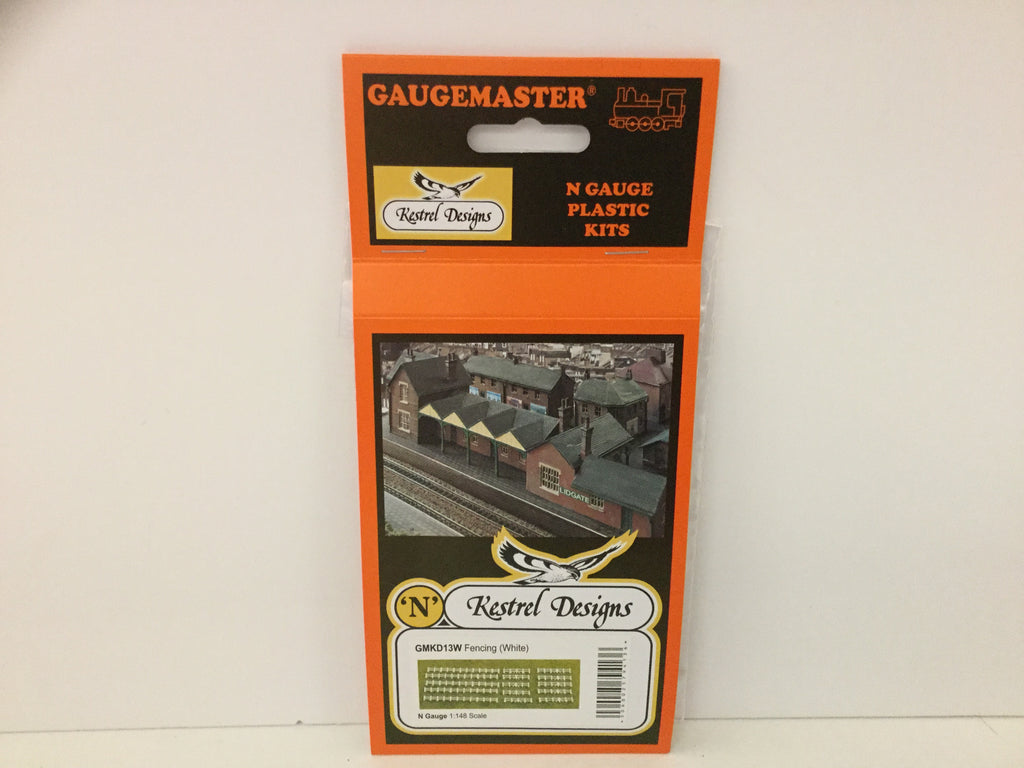 GAUGEMASTER®
Kestrel Designs
N GAUGE
PLASTIC
KITS
LIDGATE
'N' Kestrel Designs
GMKD13W Fencing (White)
N Gauge 1:148 Scale